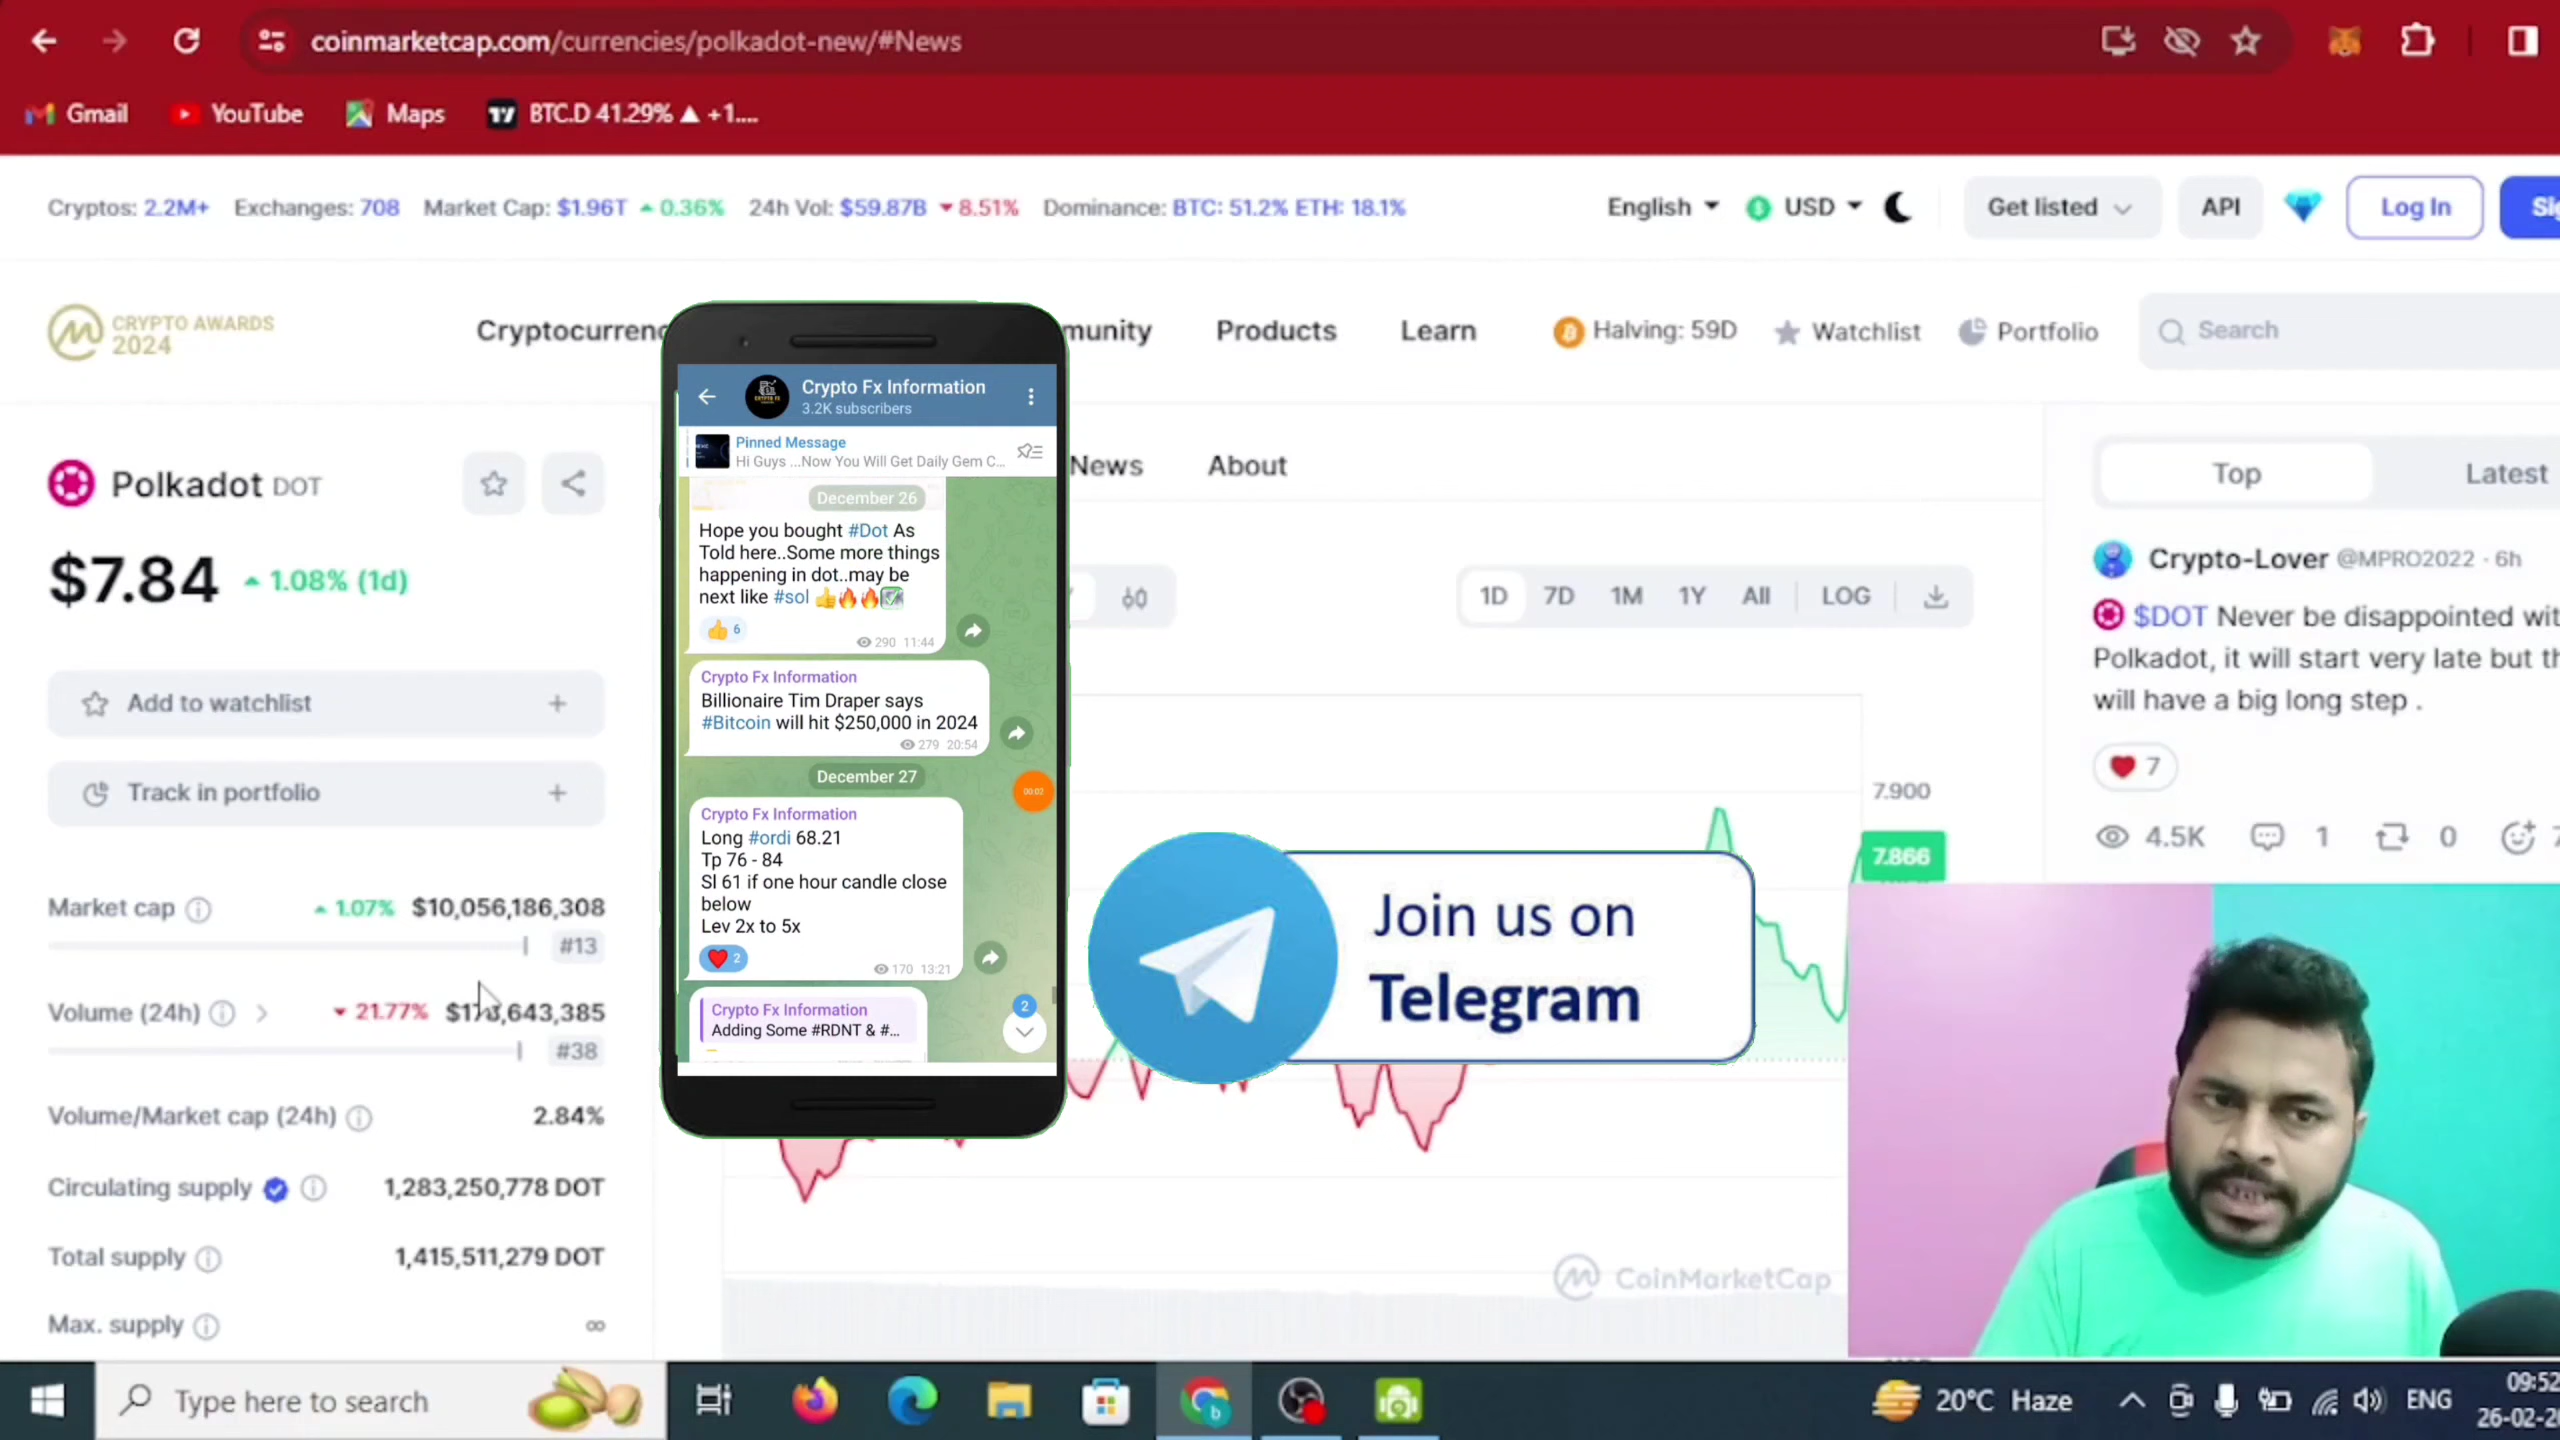 coinmarketcap.com/currencies/polkadot-new/#News
Gmail YouTube Maps BTC.D 41.29% ▲ +1....
Cryptos: 2.2M+ Exchanges: 708 Market Cap: $1.96T 0.36% 24h Vol: $59.87B 8.51% Dominance: BTC: 51.2% ETH: 18.1%
English USD Get listed API Log In
CRYPTO AWARDS
2024
Products Learn Halving: 59D Watchlist Portfolio Search
Polkadot DOT
$7.84 1.08% (1d)
Add to watchlist +
Track in portfolio +
Market cap 1.07% $10,056,186,308
#13
Volume (24h) 21.77%
#38
Volume/Market cap (24h) 2.84%
Circulating supply 1,283,250,778 DOT
Total supply 1,415,511,279 DOT
Max. supply ∞
Crypto Fx Information
3.2K subscribers
Pinned Message
Hi Guys ...Now You Will Get Daily Gem C...
December 26
Hope you bought #Dot As
Told here..Some more things
happening in dot..may be
next like #sol 👍🔥🔥✅
👍 6
290 11:44
Crypto Fx Information
Billionaire Tim Draper says
#Bitcoin will hit $250,000 in 2024
279 20:54
December 27
00:02
Crypto Fx Information
Long #ordi 68.21
Tp 76 - 84
Sl 61 if one hour candle close
below
Lev 2x to 5x
❤️ 2
170 13:21
Crypto Fx Information
Adding Some #RDNT & #...
2
News About
1D 7D 1M 1Y All LOG
7.900
7.866
Join us on
Telegram
CoinMarketCap
Top Latest
Crypto-Lover @MPRO2022 · 6h
$DOT Never be disappointed
Polkadot, it will start very late but
will have a big long step .
7
4.5K 1 0
Type here to search
20°C Haze ENG
09:52